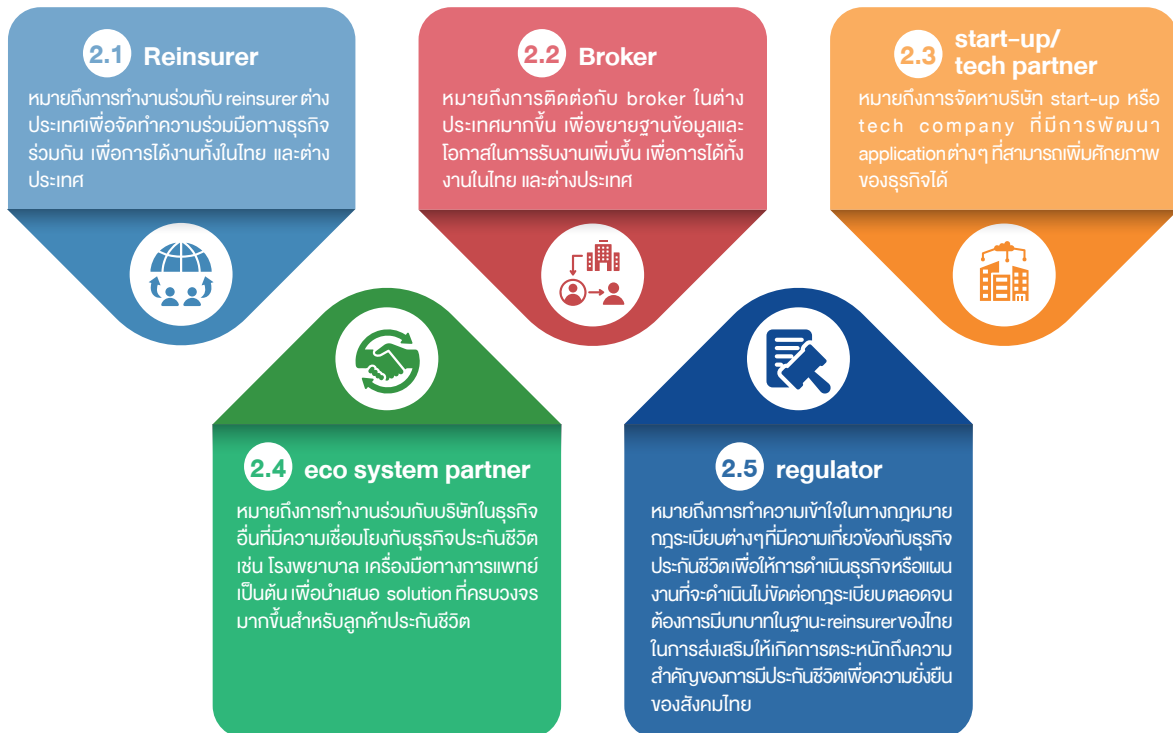 2.1 Reinsurer
หมายถึงการทำงานร่วมกับ reinsurer ต่าง
ประเทศเพื่อจัดทำความร่วมมือทางธุรกิจ
ร่วมกัน เพื่อการได้งานทั้งในไทย และต่าง
ประเทศ
2.2 Broker
หมายถึงการติดต่อกับ broker ในต่าง
ประเทศมากขึ้น เพื่อขยายฐานข้อมูลและ
โอกาสในการรับงานเพิ่มขึ้น เพื่อการได้ทั้ง
งานในไทย และต่างประเทศ
2.3 start-up/
tech partner
หมายถึงการจัดหาบริษัท start-up หรือ
tech company ที่มีการพัฒนา
application ต่างๆ ที่สามารถเพิ่มศักยภาพ
ของธุรกิจได้
2.4 eco system partner
หมายถึงการทำงานร่วมกับบริษัทในธุรกิจ
อื่นที่มีความเชื่อมโยงกับธุรกิจประกันชีวิต
เช่น โรงพยาบาล เครื่องมือทางการแพทย์
เป็นต้น เพื่อนำเสนอ solution ที่ครบวงจร
มากขึ้นสำหรับลูกค้าประกันชีวิต
2.5 regulator
หมายถึงการทำความเข้าใจในทางกฎหมาย
กฎระเบียบต่างๆที่มีความเกี่ยวข้องกับธุรกิจ
ประกันชีวิตเพื่อให้การดำเนินธุรกิจหรือแผน
งานที่จะดำเนินไม่ขัดต่อกฎระเบียบ ตลอดจน
ต้องการมีบทบาทในฐานะ reinsurer ของไทย
ในการส่งเสริมให้เกิดการตระหนักถึงความ
สำคัญของการมีประกันชีวิตเพื่อความยั่งยืน
ของสังคมไทย